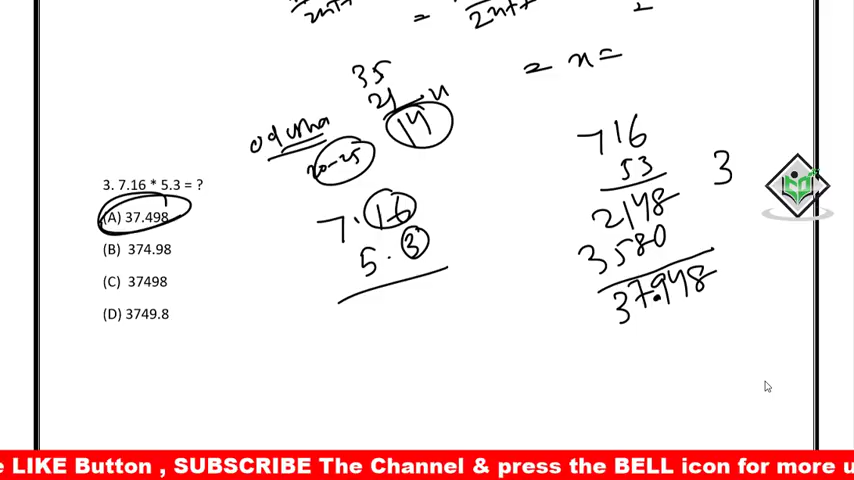 = x =
35
21
14
20-25
3. 7.16 * 5.3 = ?
(A) 37.498
(B) 374.98
(C) 37498
(D) 3749.8
7.16
5.3
716
53
2148
3580
37.948
3
e LIKE Button , SUBSCRIBE The Channel & press the BELL icon for more u